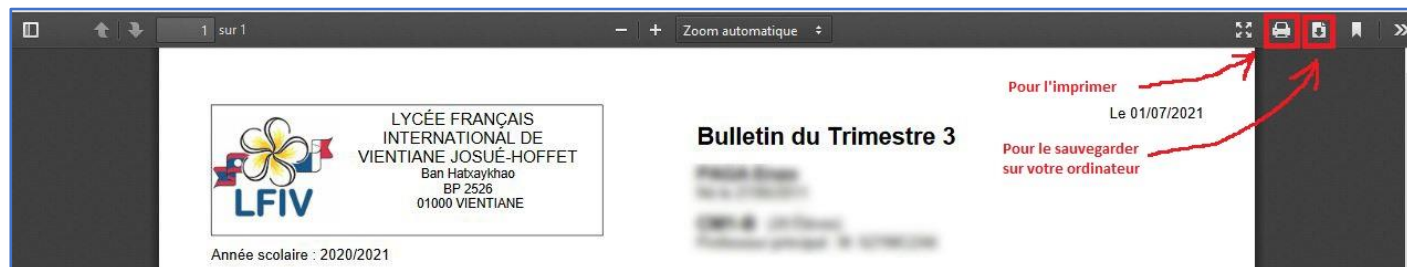 1 sur 1
Zoom automatique
Pour l'imprimer
Le 01/07/2021
LYCÉE FRANÇAIS
INTERNATIONAL DE
VIENTIANE JOSUÉ-HOFFET
Ban Hatxaykhao
BP 2526
01000 VIENTIANE
LFIV
Bulletin du Trimestre 3
Pour le sauvegarder
sur votre ordinateur
Année scolaire : 2020/2021